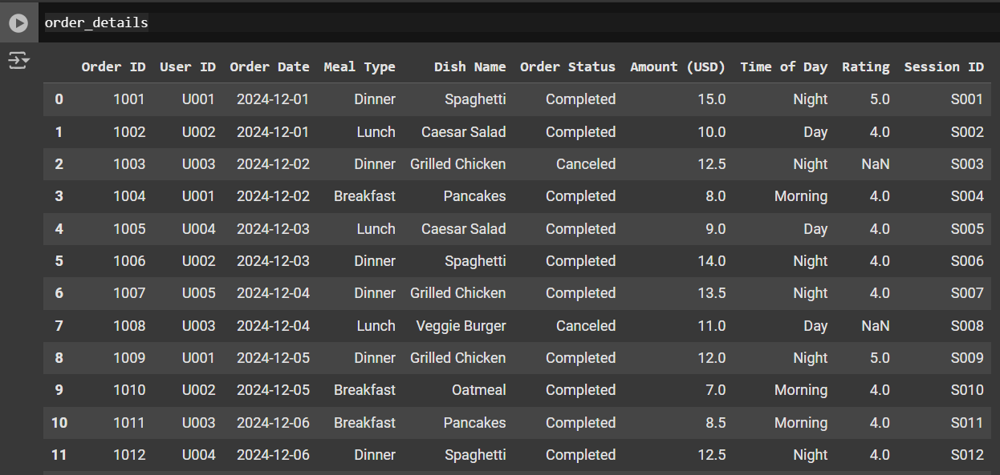 order_details
Order ID User ID Order Date Meal Type Dish Name Order Status Amount (USD) Time of Day Rating Session ID
0 1001 U001 2024-12-01 Dinner Spaghetti Completed 15.0 Night 5.0 S001
1 1002 U002 2024-12-01 Lunch Caesar Salad Completed 10.0 Day 4.0 S002
2 1003 U003 2024-12-02 Dinner Grilled Chicken Canceled 12.5 Night NaN S003
3 1004 U001 2024-12-02 Breakfast Pancakes Completed 8.0 Morning 4.0 S004
4 1005 U004 2024-12-03 Lunch Caesar Salad Completed 9.0 Day 4.0 S005
5 1006 U002 2024-12-03 Dinner Spaghetti Completed 14.0 Night 4.0 S006
6 1007 U005 2024-12-04 Dinner Grilled Chicken Completed 13.5 Night 4.0 S007
7 1008 U003 2024-12-04 Lunch Veggie Burger Canceled 11.0 Day NaN S008
8 1009 U001 2024-12-05 Dinner Grilled Chicken Completed 12.0 Night 5.0 S009
9 1010 U002 2024-12-05 Breakfast Oatmeal Completed 7.0 Morning 4.0 S010
10 1011 U003 2024-12-06 Breakfast Pancakes Completed 8.5 Morning 4.0 S011
11 1012 U004 2024-12-06 Dinner Spaghetti Completed 12.5 Night 4.0 S012